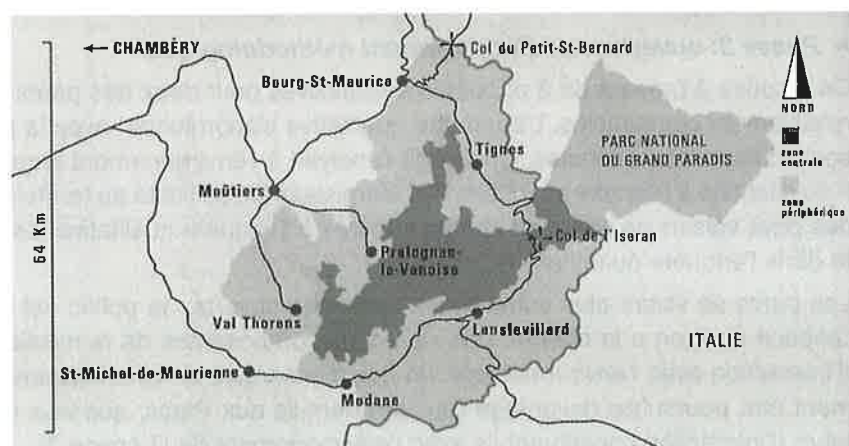 ← CHAMBÉRY
Col du Petit-St-Bernard
Bourg-St-Maurice
NORD
PARC NATIONAL
DU GRAND PARADIS
zone
centrale
Tignes
Moûtiers
zone
périphérique
64 Km
Col de l'Iseran
Pralognan-
la-Vanoise
Val Thorens
Lanslevillard
ITALIE
St-Michel-de-Maurienne
Modane